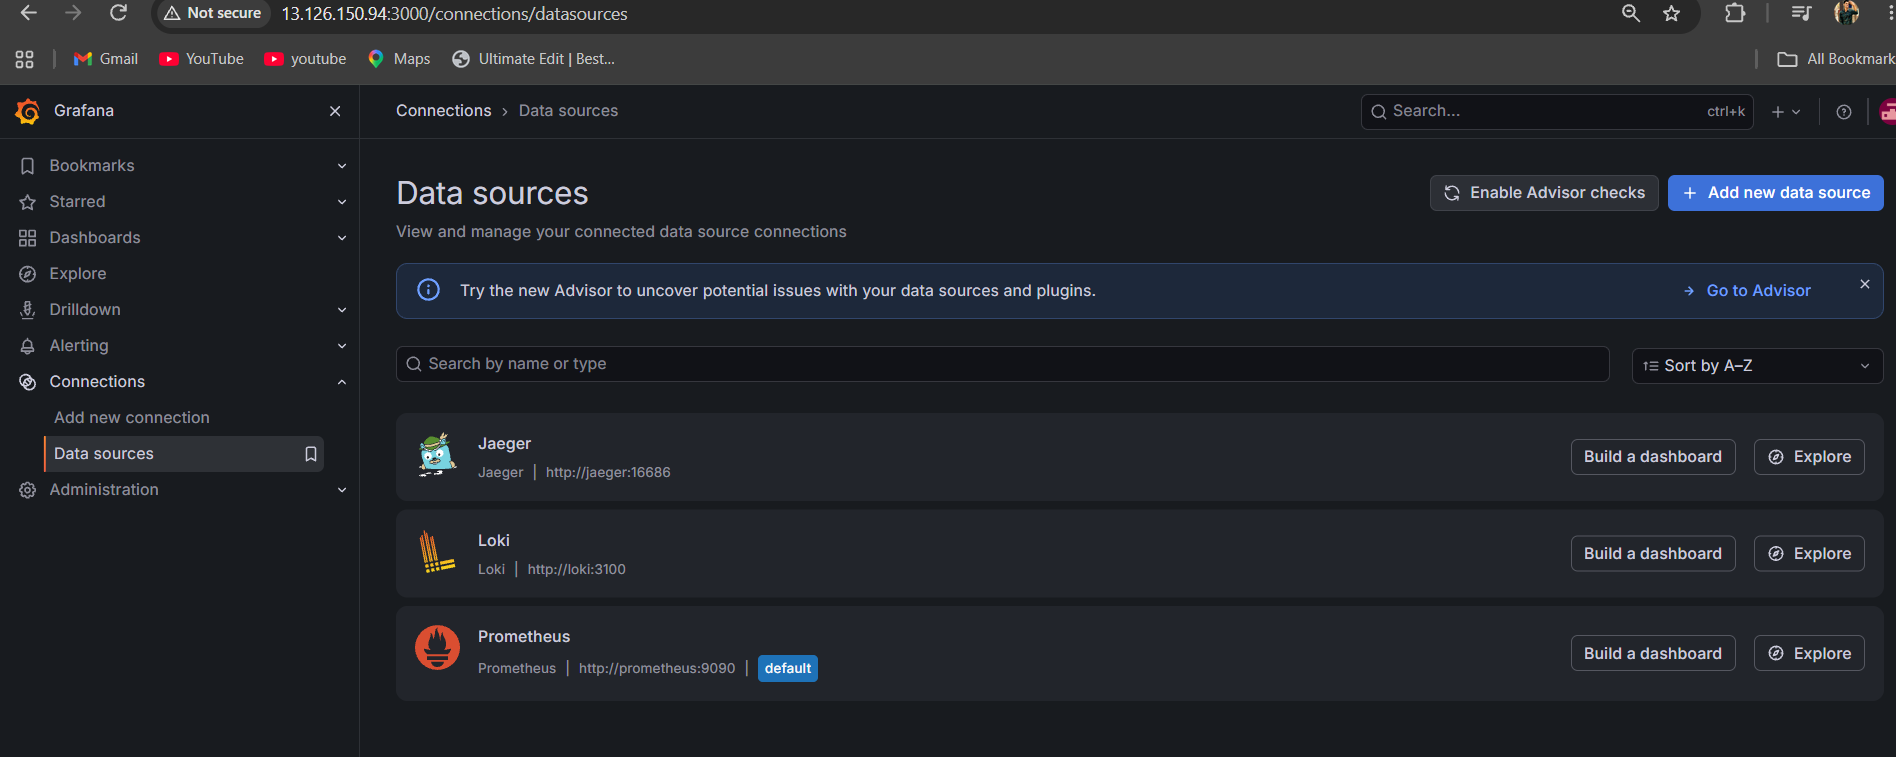 Not secure 13.126.150.94:3000/connections/datasources
Gmail YouTube youtube Maps Ultimate Edit | Best... All Bookmark
Grafana
Connections › Data sources
Search... ctrl+k
Bookmarks
Starred
Dashboards
Explore
Drilldown
Alerting
Connections
Add new connection
Data sources
Administration
Data sources
Enable Advisor checks
Add new data source
View and manage your connected data source connections
Try the new Advisor to uncover potential issues with your data sources and plugins.
Go to Advisor
Search by name or type
Sort by A–Z
Jaeger
Jaeger | http://jaeger:16686
Build a dashboard Explore
Loki
Loki | http://loki:3100
Build a dashboard Explore
Prometheus
Prometheus | http://prometheus:9090 | default
Build a dashboard Explore